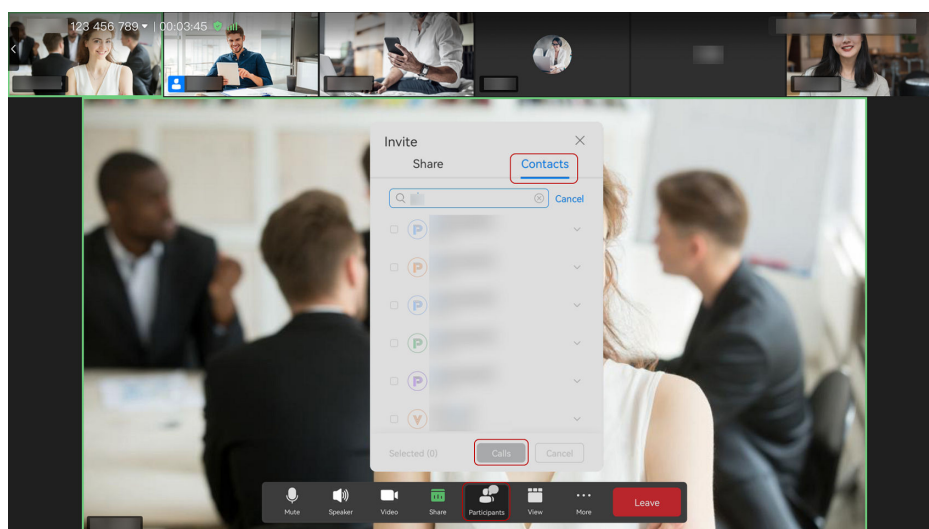 123 456 789 ▾ | 00:03:45
Invite
Share Contacts
Cancel
P
P
P
P
P
Y
Selected (0) Calls Cancel
Mute Speaker Video Share Participants View More Leave